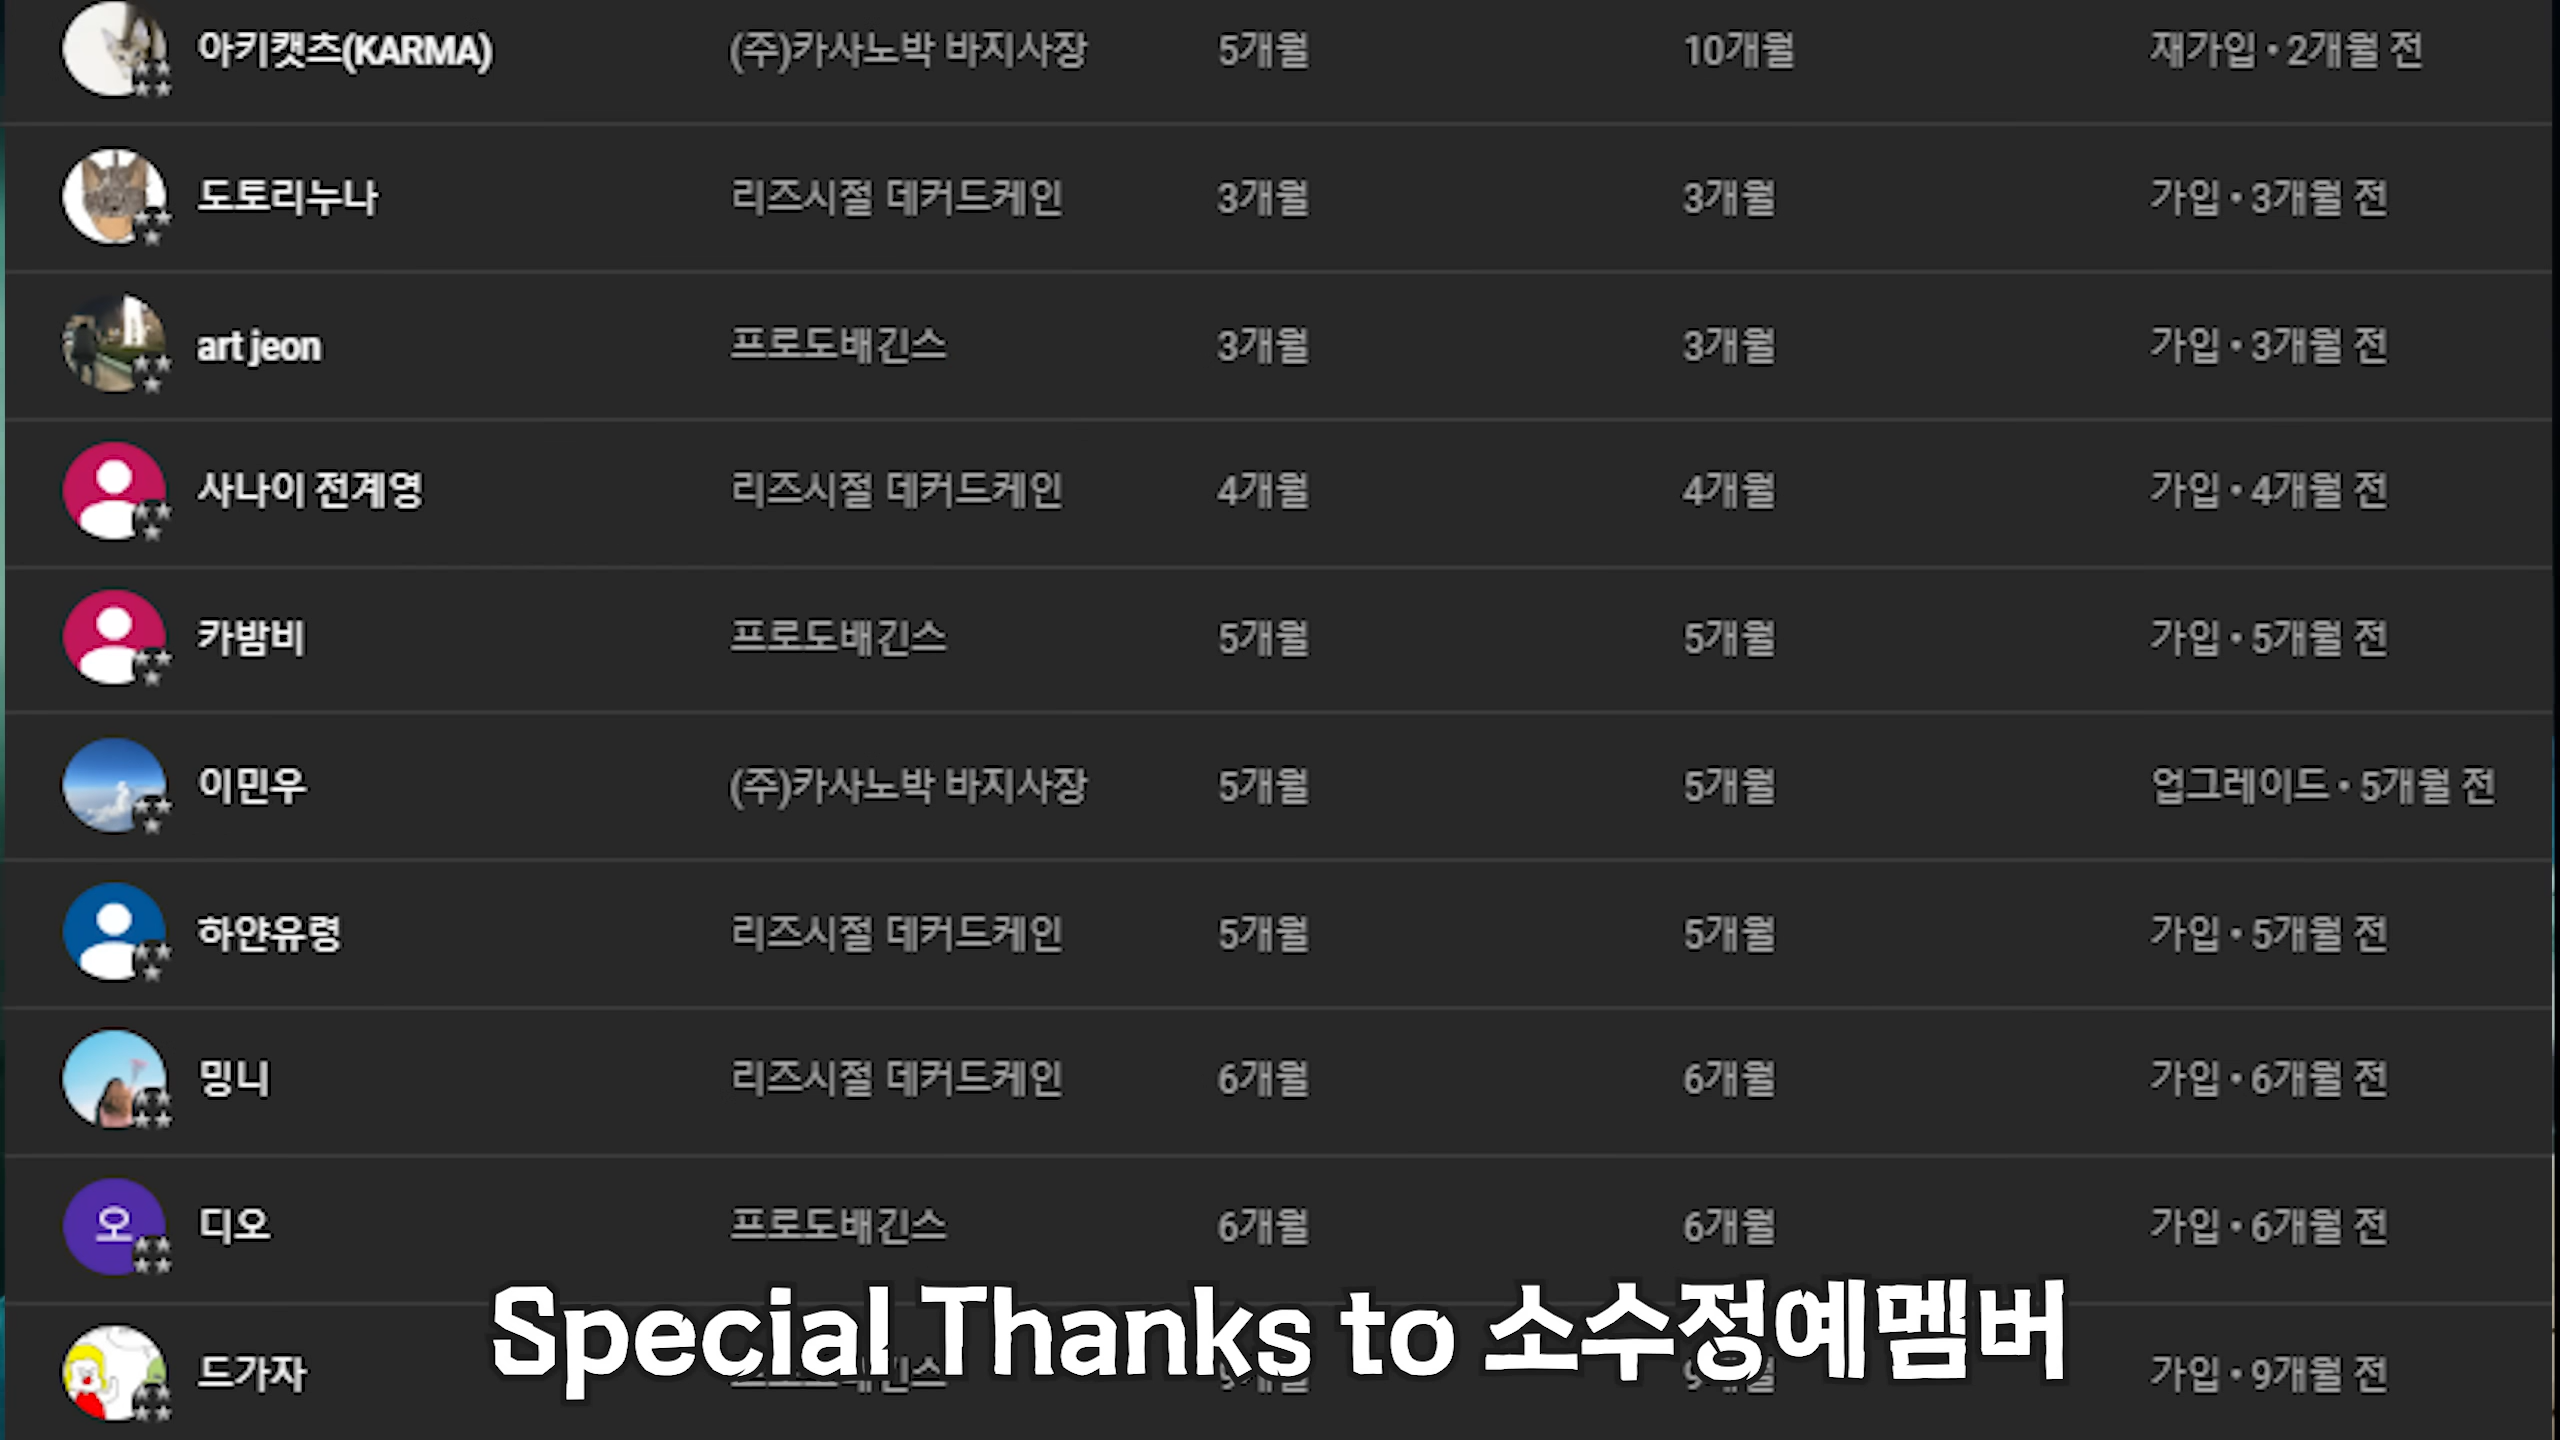 아키캣츠(KARMA) (주)카사노박 바지사장 5개월 10개월 재가입 • 2개월 전
도토리누나 리즈시절 데커드케인 3개월 3개월 가입 • 3개월 전
art jeon 프로도배긴스 3개월 3개월 가입 • 3개월 전
사나이 전계영 리즈시절 데커드케인 4개월 4개월 가입 • 4개월 전
카밤비 프로도배긴스 5개월 5개월 가입 • 5개월 전
이민우 (주)카사노박 바지사장 5개월 5개월 업그레이드 • 5개월 전
하얀유령 리즈시절 데커드케인 5개월 5개월 가입 • 5개월 전
밍니 리즈시절 데커드케인 6개월 6개월 가입 • 6개월 전
오 디오 프로도배긴스 6개월 6개월 가입 • 6개월 전
Special Thanks to 소수정예멤버
드가자 가입 • 9개월 전